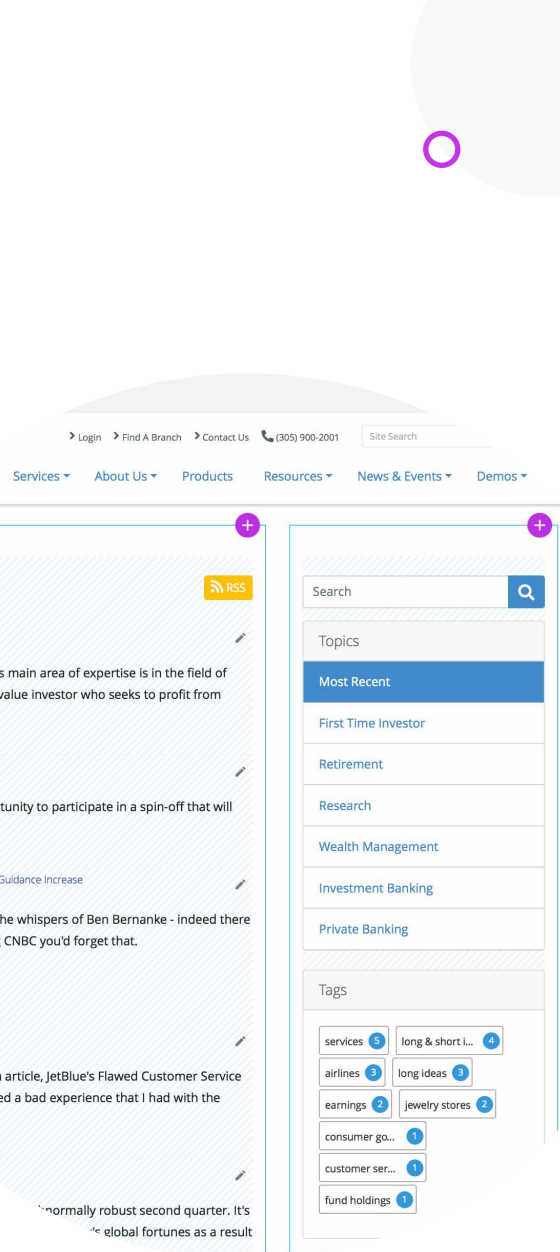 Login Find A Branch Contact Us (305) 900-2001 Site Search
Services About Us Products Resources News & Events Demos
RSS
s main area of expertise is in the field of
value investor who seeks to profit from
tunity to participate in a spin-off that will
Guidance Increase
he whispers of Ben Bernanke - indeed there
CNBC you'd forget that.
article, JetBlue's Flawed Customer Service
ed a bad experience that I had with the
normally robust second quarter. It's
's global fortunes as a result
Search
Topics
Most Recent
First Time Investor
Retirement
Research
Wealth Management
Investment Banking
Private Banking
Tags
services 5 long & short i... 4
airlines 3 long ideas 3
earnings 2 jewelry stores 2
consumer go... 1
customer ser... 1
fund holdings 1